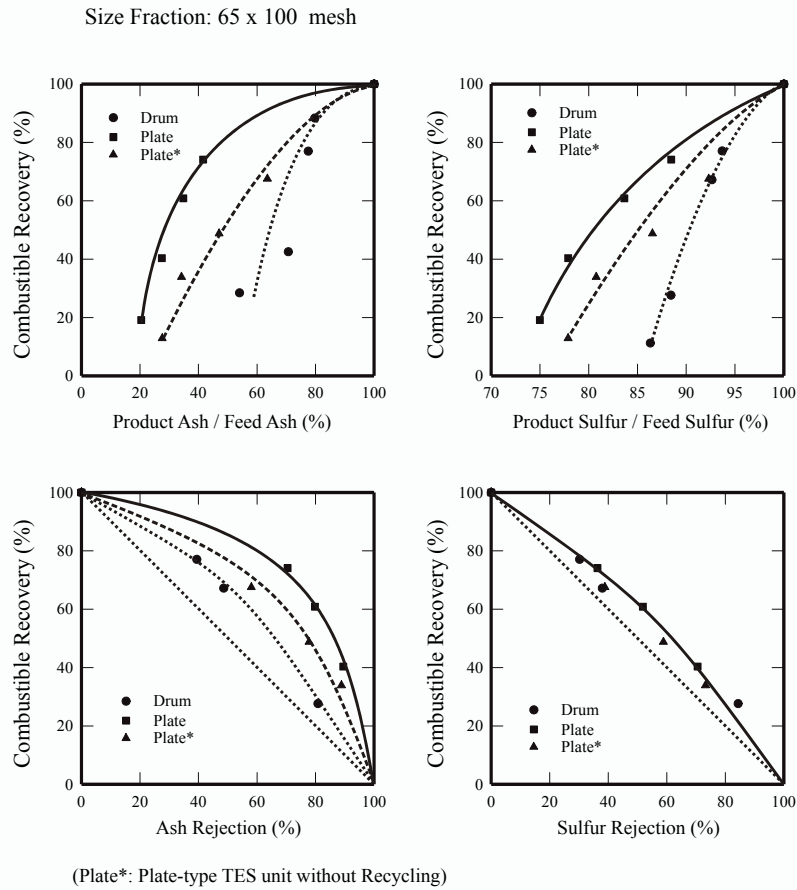 Size Fraction: 65 x 100 mesh
Combustible Recovery (%)
100
80
60
40
20
0
Drum
Plate
Plate*
0 20 40 60 80 100
Product Ash / Feed Ash (%)
Combustible Recovery (%)
100
80
60
40
20
0
Drum
Plate
Plate*
70 75 80 85 90 95 100
Product Sulfur / Feed Sulfur (%)
Combustible Recovery (%)
100
80
60
40
20
0
Drum
Plate
Plate*
0 20 40 60 80 100
Ash Rejection (%)
Combustible Recovery (%)
100
80
60
40
20
0
Drum
Plate
Plate*
0 20 40 60 80 100
Sulfur Rejection (%)
(Plate*: Plate-type TES unit without Recycling)